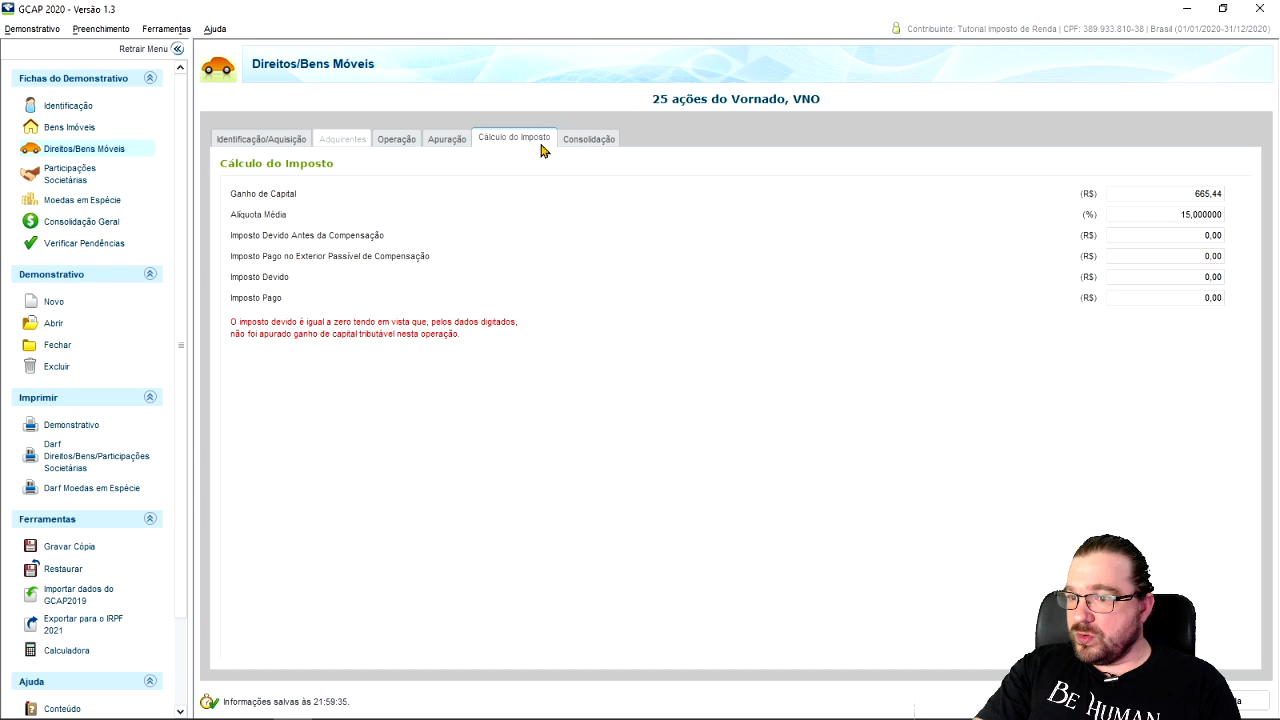 GCAP 2020 - Versão 1.3
Demonstrativo Preenchimento Ferramentas Ajuda
Contribuinte: Tutorial Imposto de Renda | CPF: 389.933.810-38 | Brasil (01/01/2020-31/12/2020)
Retrair Menu
Fichas do Demonstrativo
Identificação
Bens Imóveis
Direitos/Bens Móveis
Participações
Societárias
Moedas em Espécie
Consolidação Geral
Verificar Pendências
Demonstrativo
Novo
Abrir
Fechar
Excluir
Imprimir
Demonstrativo
Darf
Direitos/Bens/Participações
Societárias
Darf Moedas em Espécie
Ferramentas
Gravar Cópia
Restaurar
Importar dados do
GCAP2019
Exportar para o IRPF
2021
Calculadora
Ajuda
Conteúdo
Direitos/Bens Móveis
25 ações do Vornado, VNO
Identificação/Aquisição Adquirentes Operação Apuração Cálculo do Imposto Consolidação
Cálculo do Imposto
Ganho de Capital (R$) 665,44
Alíquota Média (%) 15,000000
Imposto Devido Antes da Compensação (R$) 0,00
Imposto Pago no Exterior Passível de Compensação (R$) 0,00
Imposto Devido (R$) 0,00
Imposto Pago (R$) 0,00
O imposto devido é igual a zero tendo em vista que, pelos dados digitados,
não foi apurado ganho de capital tributável nesta operação.
Informações salvas às 21:59:35.
BE HUMAN